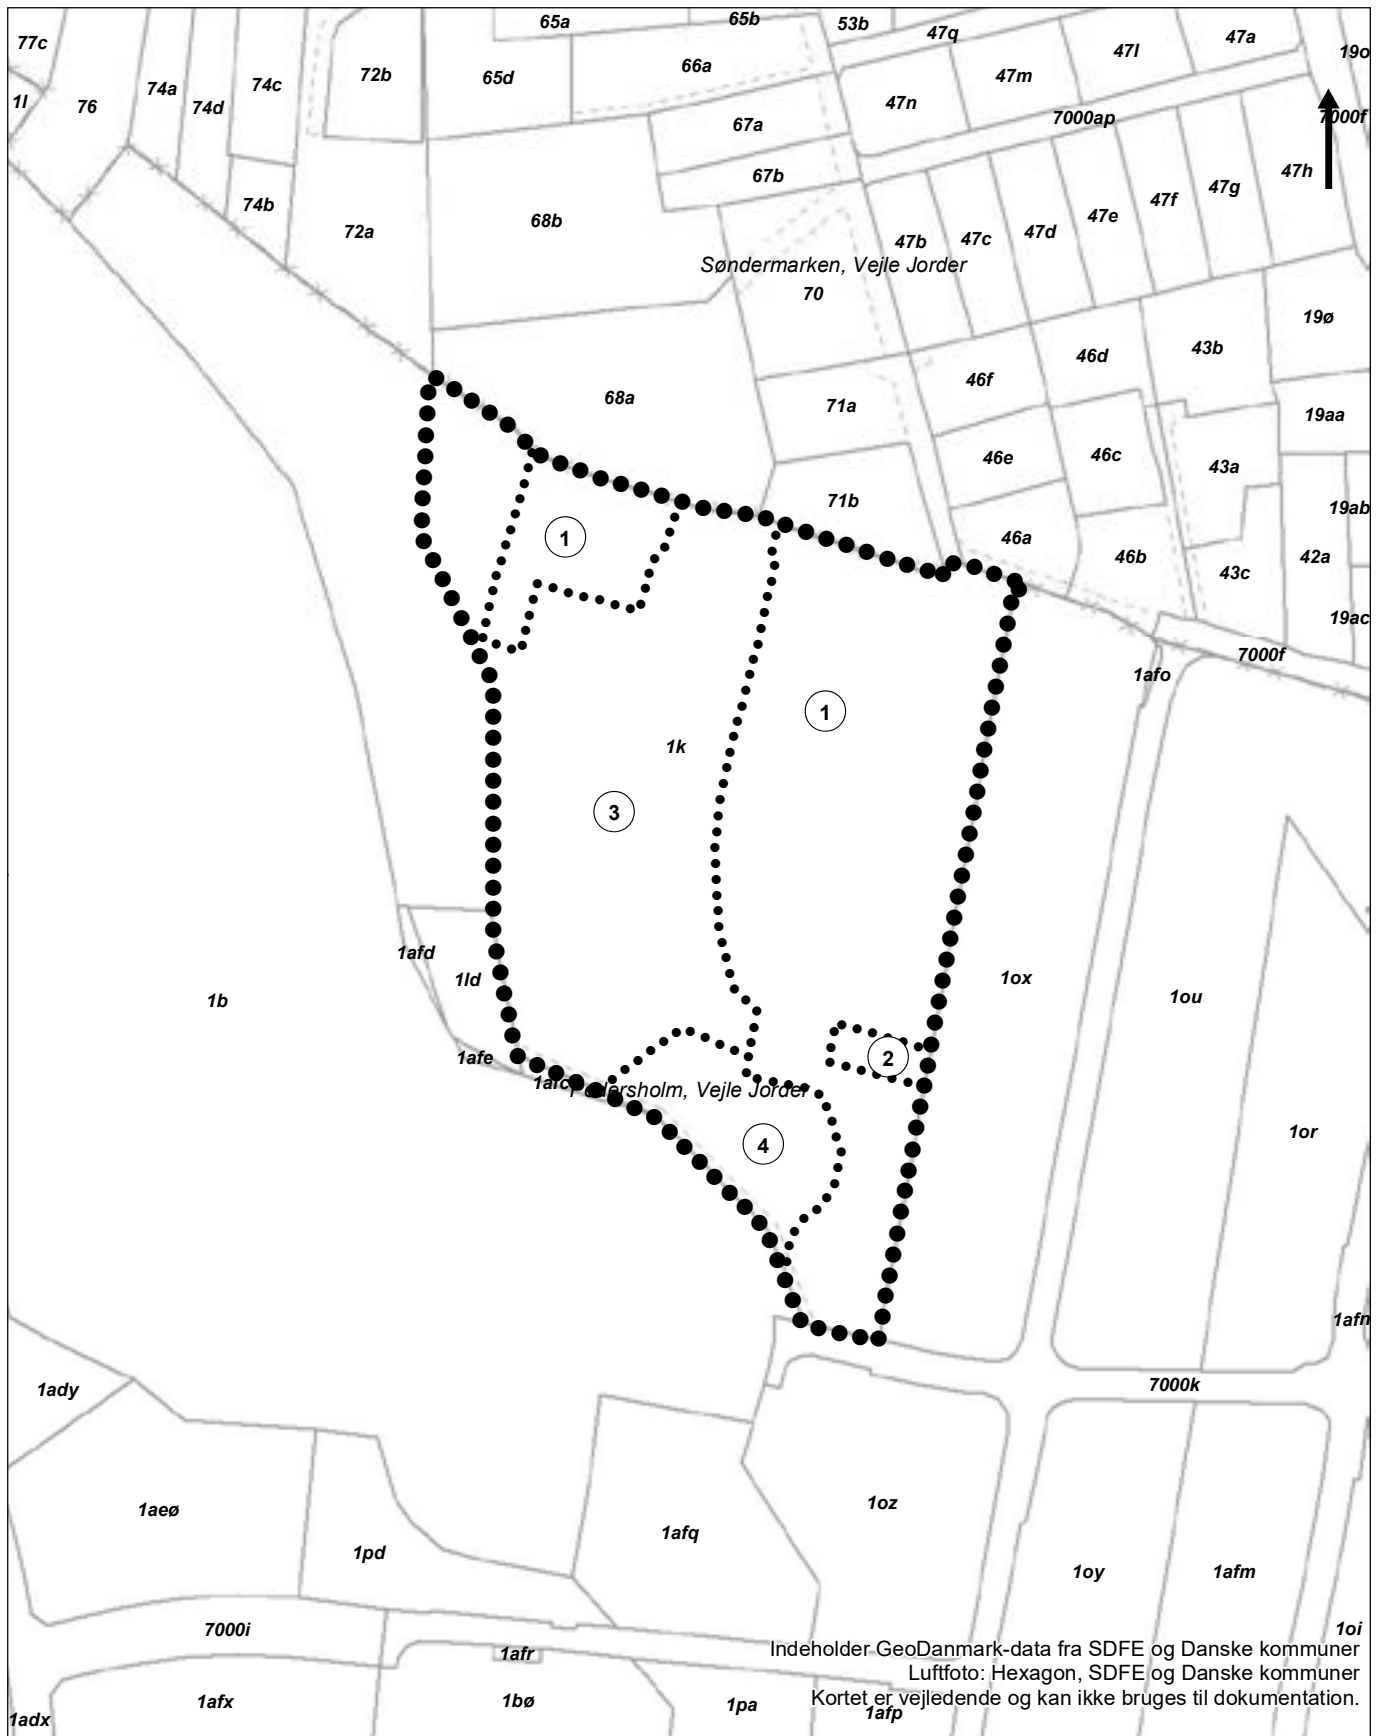 77c
65a
65b
53b
47q
47l
47a
19o
1l
76
74a
74d
74c
72b
65d
66a
47n
47m
67a
7000ap
7000f
67b
47h
74b
72a
68b
47b
47c
47d
47e
47f
47g
Søndermarken, Vejle Jorder
70
19ø
43b
46d
46f
68a
71a
19aa
46e
46c
43a
71b
19ab
46a
46b
42a
43c
1
19ac
7000f
1afo
1
1k
3
1afd
1ld
1b
1ox
1ou
2
1afe
1afc
Pedersholm, Vejle Jorder
4
1or
1afn
1ady
7000k
1aeø
1oz
1afq
1pd
1oy
1afm
7000i
1oi
1afr
Indeholder GeoDanmark-data fra SDFE og Danske kommuner
Luftfoto: Hexagon, SDFE og Danske kommuner
Kortet er vejledende og kan ikke bruges til dokumentation.
1afx
1bø
1pa
1afp
1adx